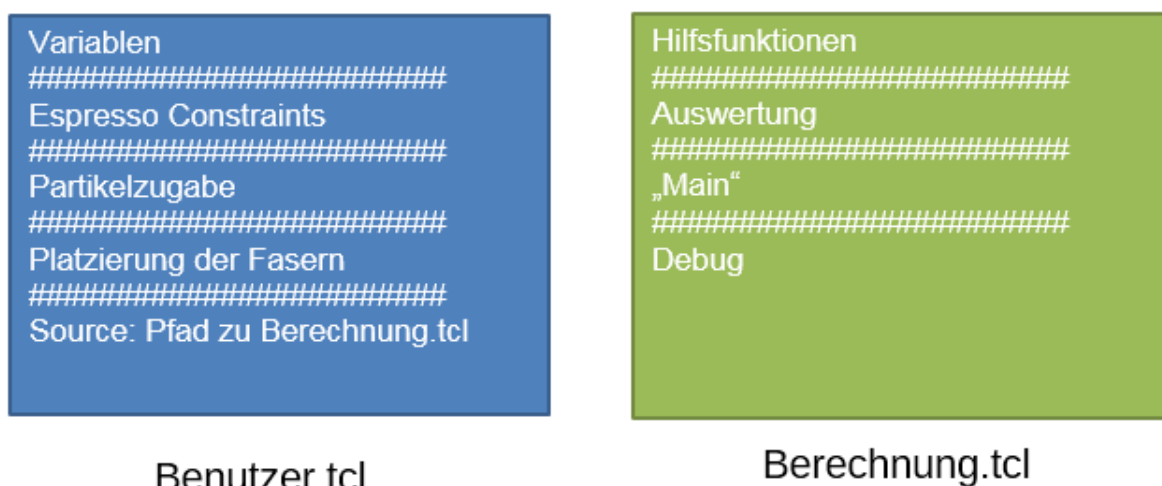 Variablen
########################
Espresso Constraints
########################
Partikelzugabe
########################
Platzierung der Fasern
########################
Source: Pfad zu Berechnung.tcl
Benutzer.tcl
Hilfsfunktionen
########################
Auswertung
########################
„Main“
########################
Debug
Berechnung.tcl